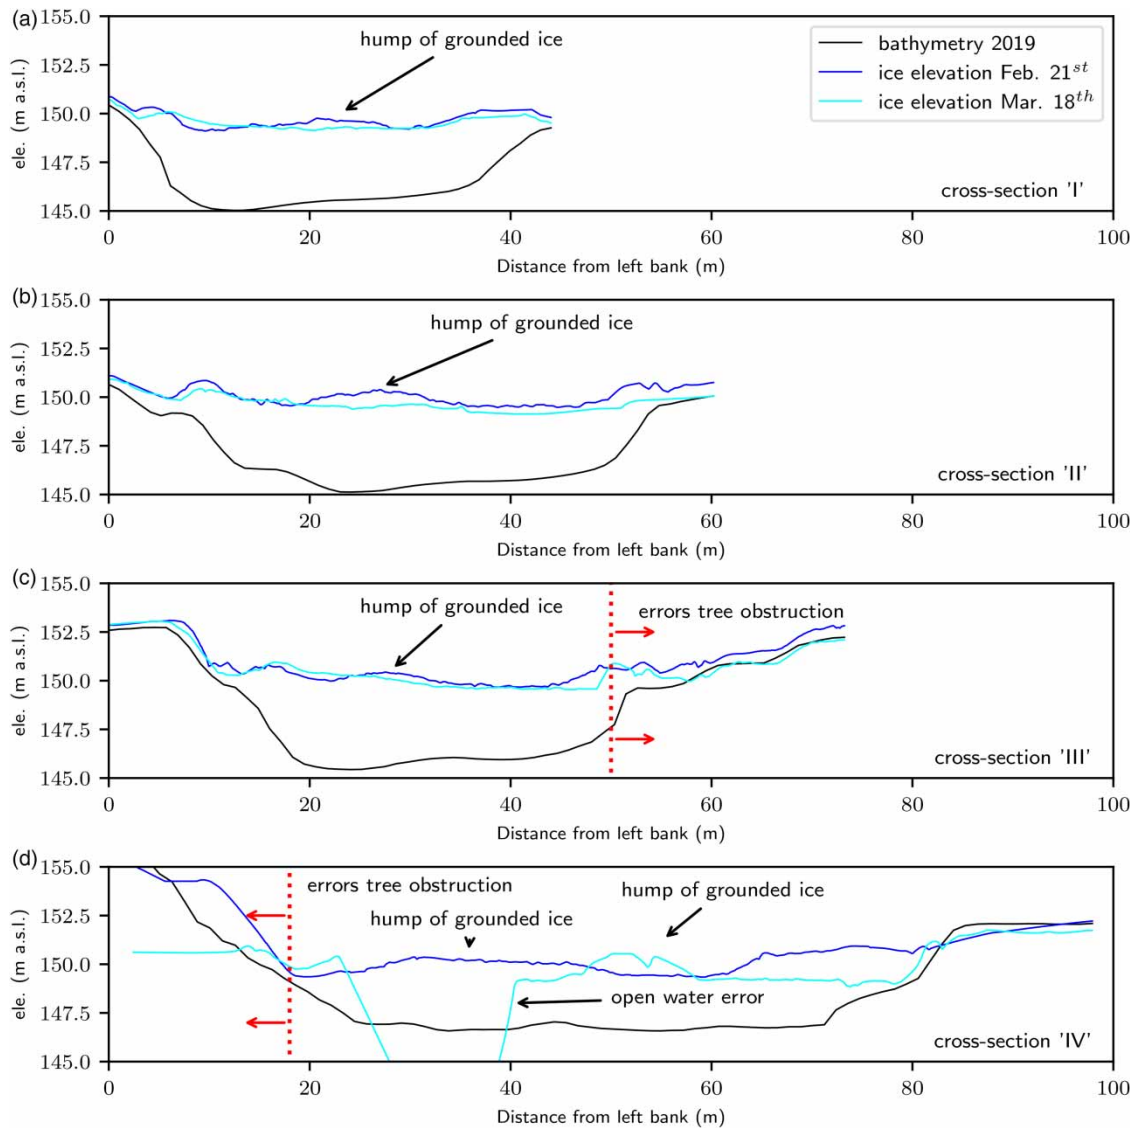 (a)
155.0
152.5
150.0
147.5
145.0
ele. (m a.s.l.)
hump of grounded ice
bathymetry 2019
ice elevation Feb. 21st
ice elevation Mar. 18th
cross-section 'I'
0 20 40 60 80 100
Distance from left bank (m)
(b)
155.0
152.5
150.0
147.5
145.0
ele. (m a.s.l.)
hump of grounded ice
cross-section 'II'
0 20 40 60 80 100
Distance from left bank (m)
(c)
155.0
152.5
150.0
147.5
145.0
ele. (m a.s.l.)
hump of grounded ice
errors tree obstruction
cross-section 'III'
0 20 40 60 80 100
Distance from left bank (m)
(d)
155.0
152.5
150.0
147.5
145.0
ele. (m a.s.l.)
errors tree obstruction
hump of grounded ice
hump of grounded ice
open water error
cross-section 'IV'
0 20 40 60 80 100
Distance from left bank (m)